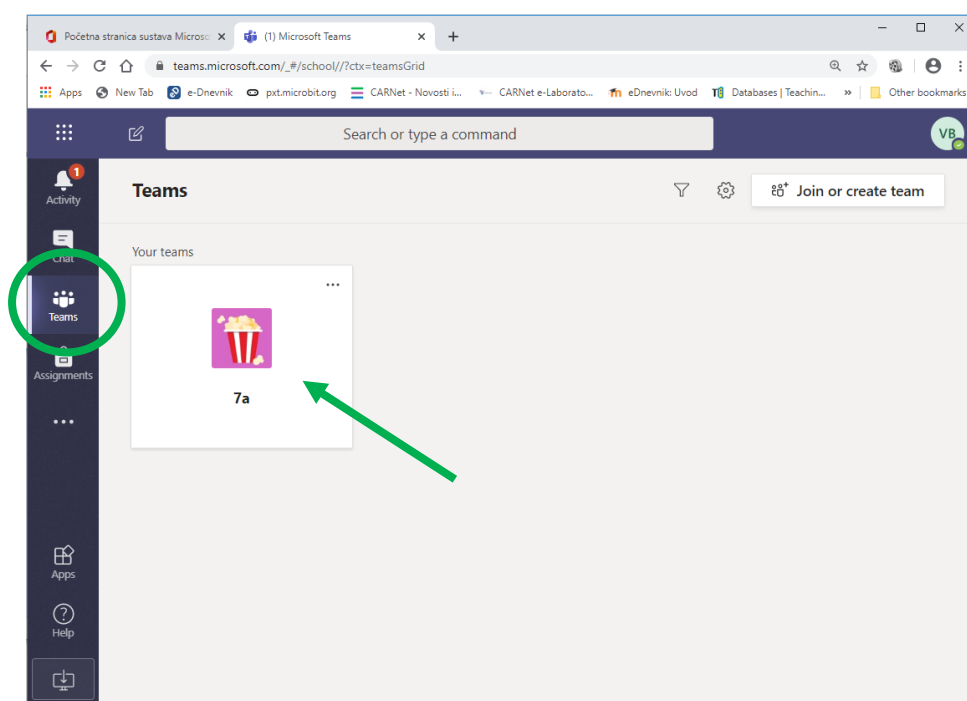 Početna stranica sustava Microso
(1) Microsoft Teams
teams.microsoft.com/_#/school//?ctx=teamsGrid
Apps New Tab e-Dnevnik pxt.microbit.org CARNet - Novosti i... CARNet e-Laborato... eDnevnik: Uvod Databases | Teachin... » Other bookmarks
Search or type a command
VB
1
Activity
Teams
Join or create team
Chat
Your teams
Teams
...
7a
Assignments
...
Apps
Help